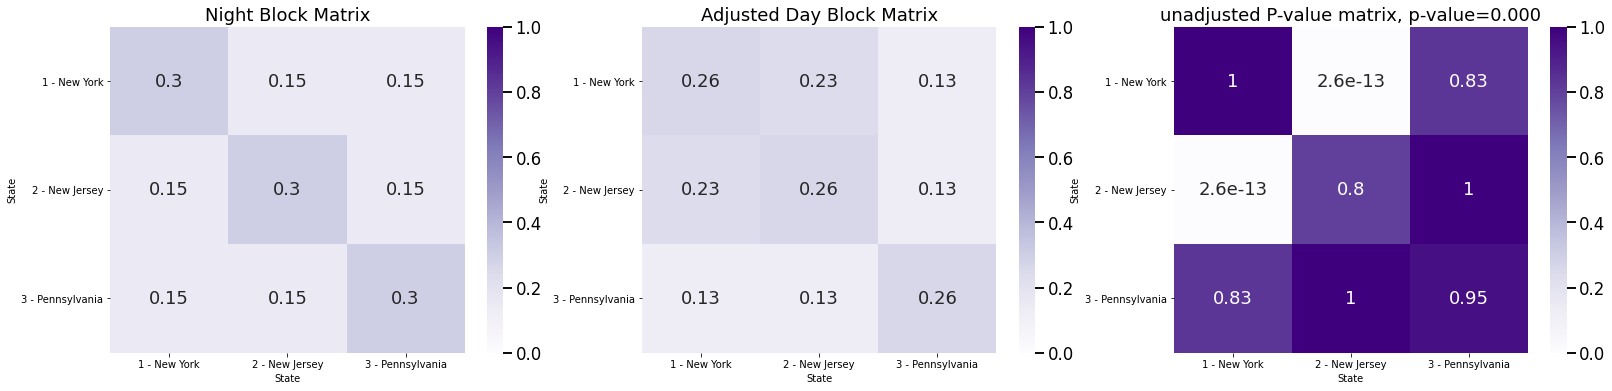 Night Block Matrix
1 - New York
2 - New Jersey
3 - Pennsylvania
State
0.3 0.15 0.15
0.15 0.3 0.15
0.15 0.15 0.3
1 - New York 2 - New Jersey 3 - Pennsylvania
State
1.0
0.8
0.6
0.4
0.2
0.0
Adjusted Day Block Matrix
1 - New York
2 - New Jersey
3 - Pennsylvania
State
0.26 0.23 0.13
0.23 0.26 0.13
0.13 0.13 0.26
1 - New York 2 - New Jersey 3 - Pennsylvania
State
1.0
0.8
0.6
0.4
0.2
0.0
unadjusted P-value matrix, p-value=0.000
1 - New York
2 - New Jersey
3 - Pennsylvania
State
1 2.6e-13 0.83
2.6e-13 0.8 1
0.83 1 0.95
1 - New York 2 - New Jersey 3 - Pennsylvania
State
1.0
0.8
0.6
0.4
0.2
0.0